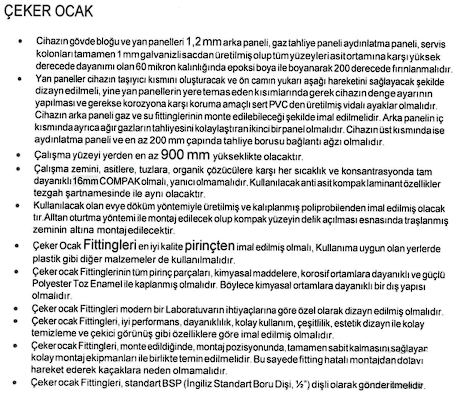 ÇEKER OCAK
• Cihazın gövde bloğu ve yan panelleri 1,2 mm arka paneli, gaz tahliye paneli aydınlatma paneli, servis
kolonları tamamen 1 mm galvanizli sacdan üretilmiş olup tüm yüzeyleri asit ortamına karşı yüksek
derecede dayanımı olan 60 mikron kalınlığında epoksi boya ile boyanarak 200 derecede fırınlanmalıdır.
• Yan paneller cihazın taşıyıcı kısmını oluşturacak ve ön camın yukarı aşağı hareketini sağlayacak şekilde
dizayn edilmeli, yine yan panellerin yere temas eden kısımlarında gerek cihazın denge ayarının
yapılması ve gerekse korozyona karşı koruma amaçlı sert PVC den üretilmiş vidalı ayaklar olmalıdır.
Cihazın arka paneli gaz ve su fittinglerinin monte edilebileceği şekilde imal edilmelidir. Arka panelin iç
kısmında ayrıca ağır gazların tahliyesini kolaylaştıran ikinci bir panel olmalıdır. Cihazın üst kısmında ise
aydınlatma paneli ve en az 200 mm çapında tahliye borusu bağlantı ağzı olmalıdır.
• Çalışma yüzeyi yerden en az 900 mm yükseklikte olacaktır.
• Çalışma zemini, asitlere, tuzlara, organik çözücülere karşı her sıcaklık ve konsantrasyonda tam
dayanıklı 16mm COMPAK olmalı, yanıcı olmamalıdır. Kullanılacak anti asit kompak laminant özellikler
tezgah şartnamesinde ile aynı olacaktır.
• Kullanılacak olan evye döküm yöntemiyle üretilmiş ve kalıplanmış poliprobilenden imal edilmiş olacak
tır.Alttan oturtma yöntemi ile montaj edilecek olup kompak yüzeyin delik açılması esnasında traşlanmış
zeminin altına montaj edilecektir.
• Çeker Ocak Fittingleri en iyi kalite pirinçten imal edilmiş olmalı, Kullanıma uygun olan yerlerde
plastik gibi diğer malzemeler de kullanılmalıdır.
• Çeker ocak Fittinglerinin tüm pirinç parçaları, kimyasal maddelere, korosif ortamlara dayanıklı ve güçlü
Polyester Toz Enamel ile kaplanmış olmalıdır. Böylece kimyasal ortamlara dayanıklı bir dış yapısı
olmalıdır.
• Çeker ocak Fittingleri modern bir Laboratuvarın ihtiyaçlarına göre özel olarak dizayn edilmiş olmalıdır.
• Çeker ocak Fittingleri, iyi performans, dayanıklılık, kolay kullanım, çeşitlilik, estetik dizayn ile kolay
temizleme ve çekici görünüş gibi özelliklere göre imal edilmiş olmalıdır.
• Çeker ocak Fittingleri, monte edildiğinde, montaj pozisyonunda, tamamen sabit kalmasını sağlayan
kolay montaj ekipmanları ile birlikte temin edilmelidir. Bu sayede fitting hatalı montajdan dolayı
hareket ederek kaçaklara neden olmamalıdır.
• Çeker ocak Fittingleri, standart BSP (İngiliz Standart Boru Dişi, ½") dişli olarak gönderilmelidir.